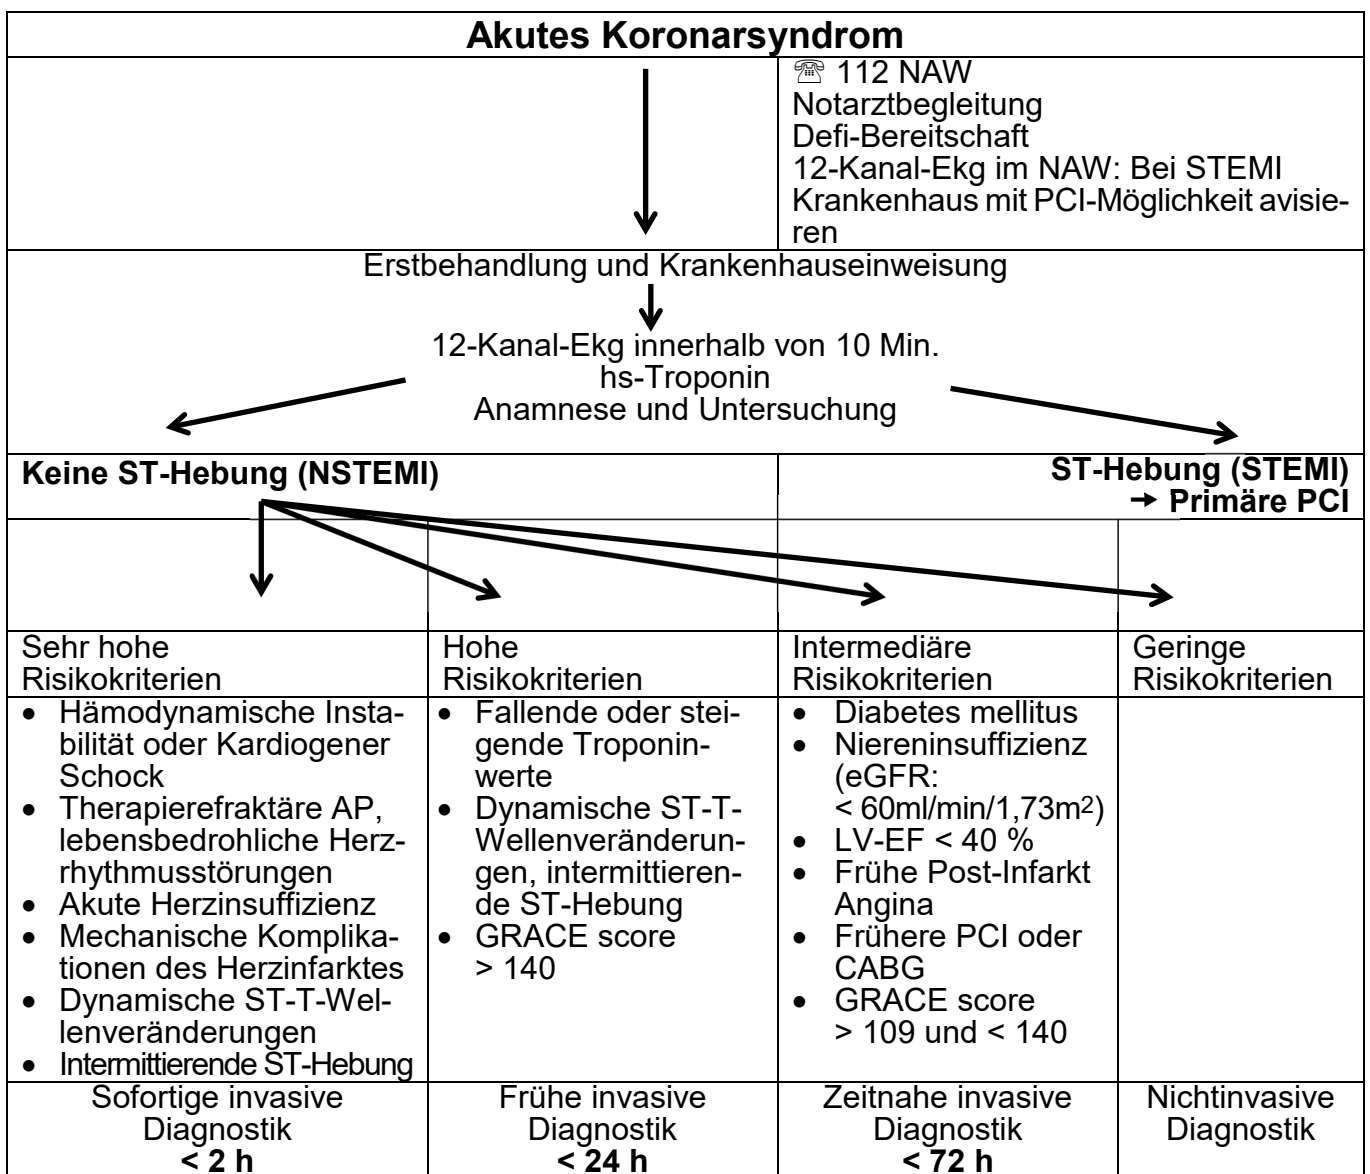 Akutes Koronarsyndrom
☏ 112 NAW
Notarztbegleitung
Defi-Bereitschaft
12-Kanal-Ekg im NAW: Bei STEMI
Krankenhaus mit PCI-Möglichkeit avisie-
ren
Erstbehandlung und Krankenhauseinweisung
12-Kanal-Ekg innerhalb von 10 Min.
hs-Troponin
Anamnese und Untersuchung
Keine ST-Hebung (NSTEMI)
ST-Hebung (STEMI)
→ Primäre PCI
Sehr hohe
Risikokriterien
Hohe
Risikokriterien
Intermediäre
Risikokriterien
Geringe
Risikokriterien
• Hämodynamische Insta-
bilität oder Kardiogener
Schock
• Therapierefraktäre AP,
lebensbedrohliche Herz-
rhythmusstörungen
• Akute Herzinsuffizienz
• Mechanische Komplika-
tionen des Herzinfarktes
• Dynamische ST-T-Wel-
lenveränderungen
• Intermittierende ST-Hebung
• Fallende oder stei-
gende Troponin-
werte
• Dynamische ST-T-
Wellenveränderun-
gen, intermittieren-
de ST-Hebung
• GRACE score
> 140
• Diabetes mellitus
• Niereninsuffizienz
(eGFR:
< 60ml/min/1,73m²)
• LV-EF < 40 %
• Frühe Post-Infarkt
Angina
• Frühere PCI oder
CABG
• GRACE score
> 109 und < 140
Sofortige invasive
Diagnostik
< 2 h
Frühe invasive
Diagnostik
< 24 h
Zeitnahe invasive
Diagnostik
< 72 h
Nichtinvasive
Diagnostik